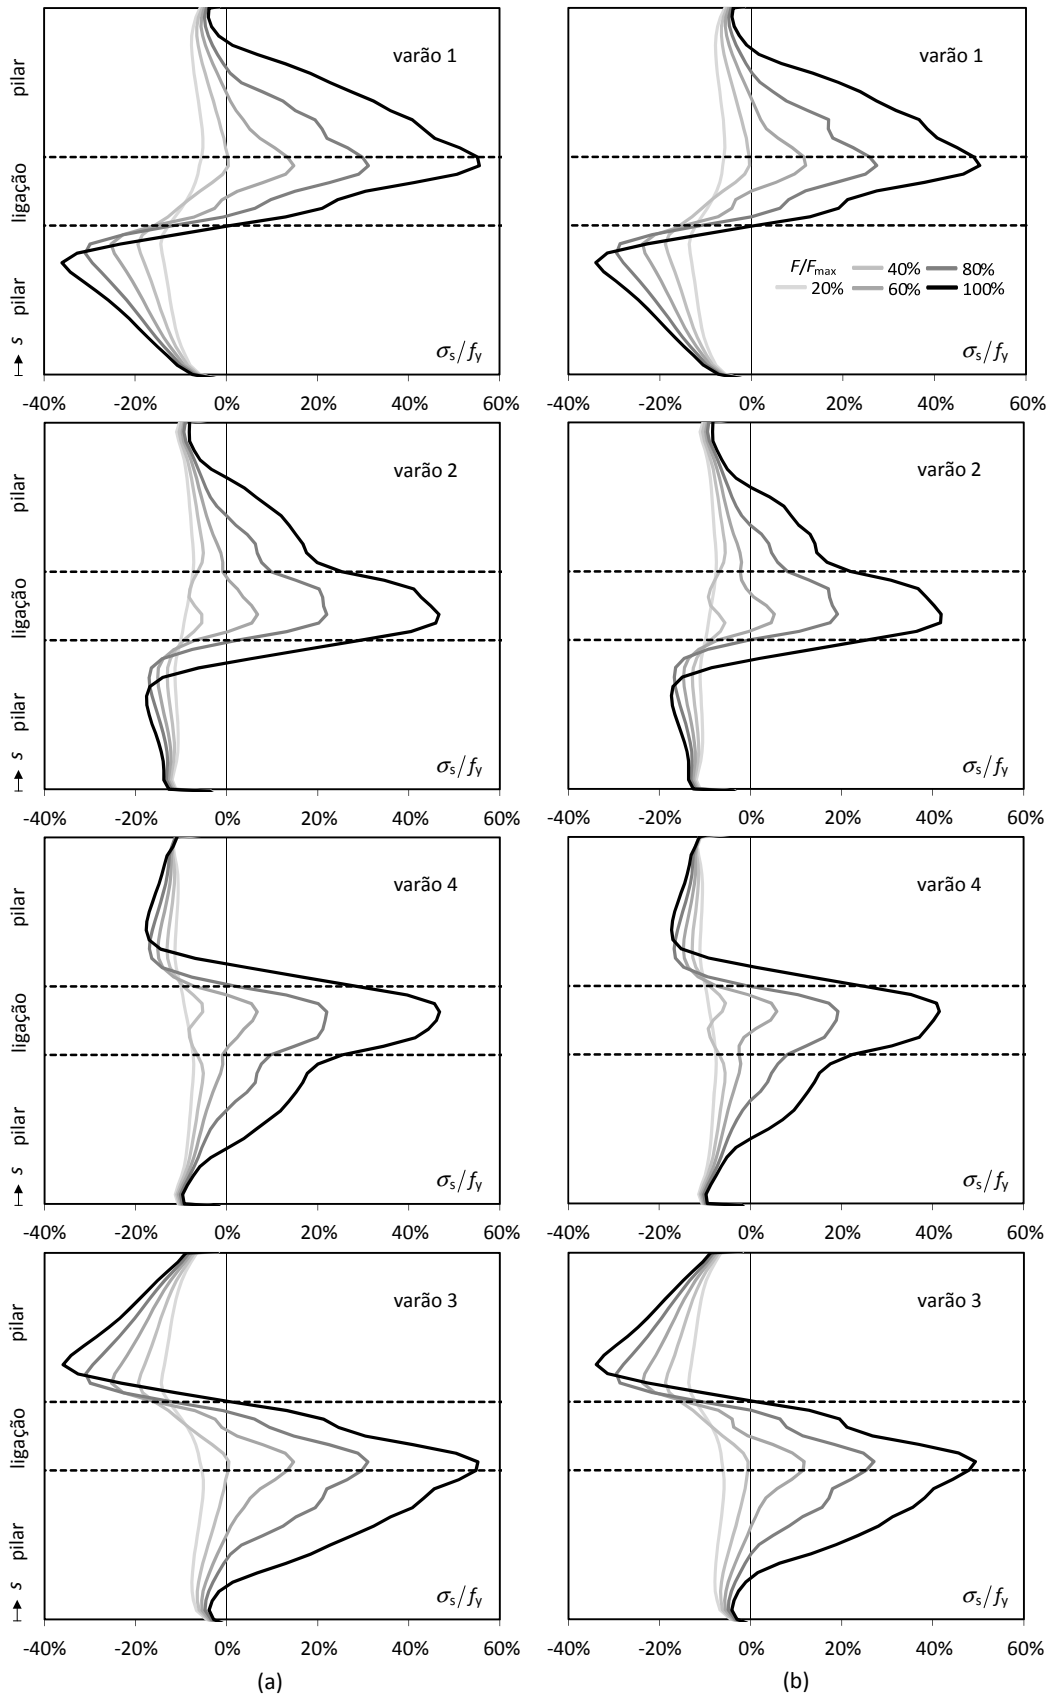 varão 1
varão 1
pilar
ligação
pilar
s
F/Fmax
20%
40%
60%
80%
100%
σs/fy
σs/fy
-40% -20% 0% 20% 40% 60%
-40% -20% 0% 20% 40% 60%
varão 2
varão 2
pilar
ligação
pilar
s
σs/fy
σs/fy
-40% -20% 0% 20% 40% 60%
-40% -20% 0% 20% 40% 60%
varão 4
varão 4
pilar
ligação
pilar
s
σs/fy
σs/fy
-40% -20% 0% 20% 40% 60%
-40% -20% 0% 20% 40% 60%
varão 3
varão 3
pilar
ligação
pilar
s
σs/fy
σs/fy
-40% -20% 0% 20% 40% 60%
-40% -20% 0% 20% 40% 60%
(a)
(b)